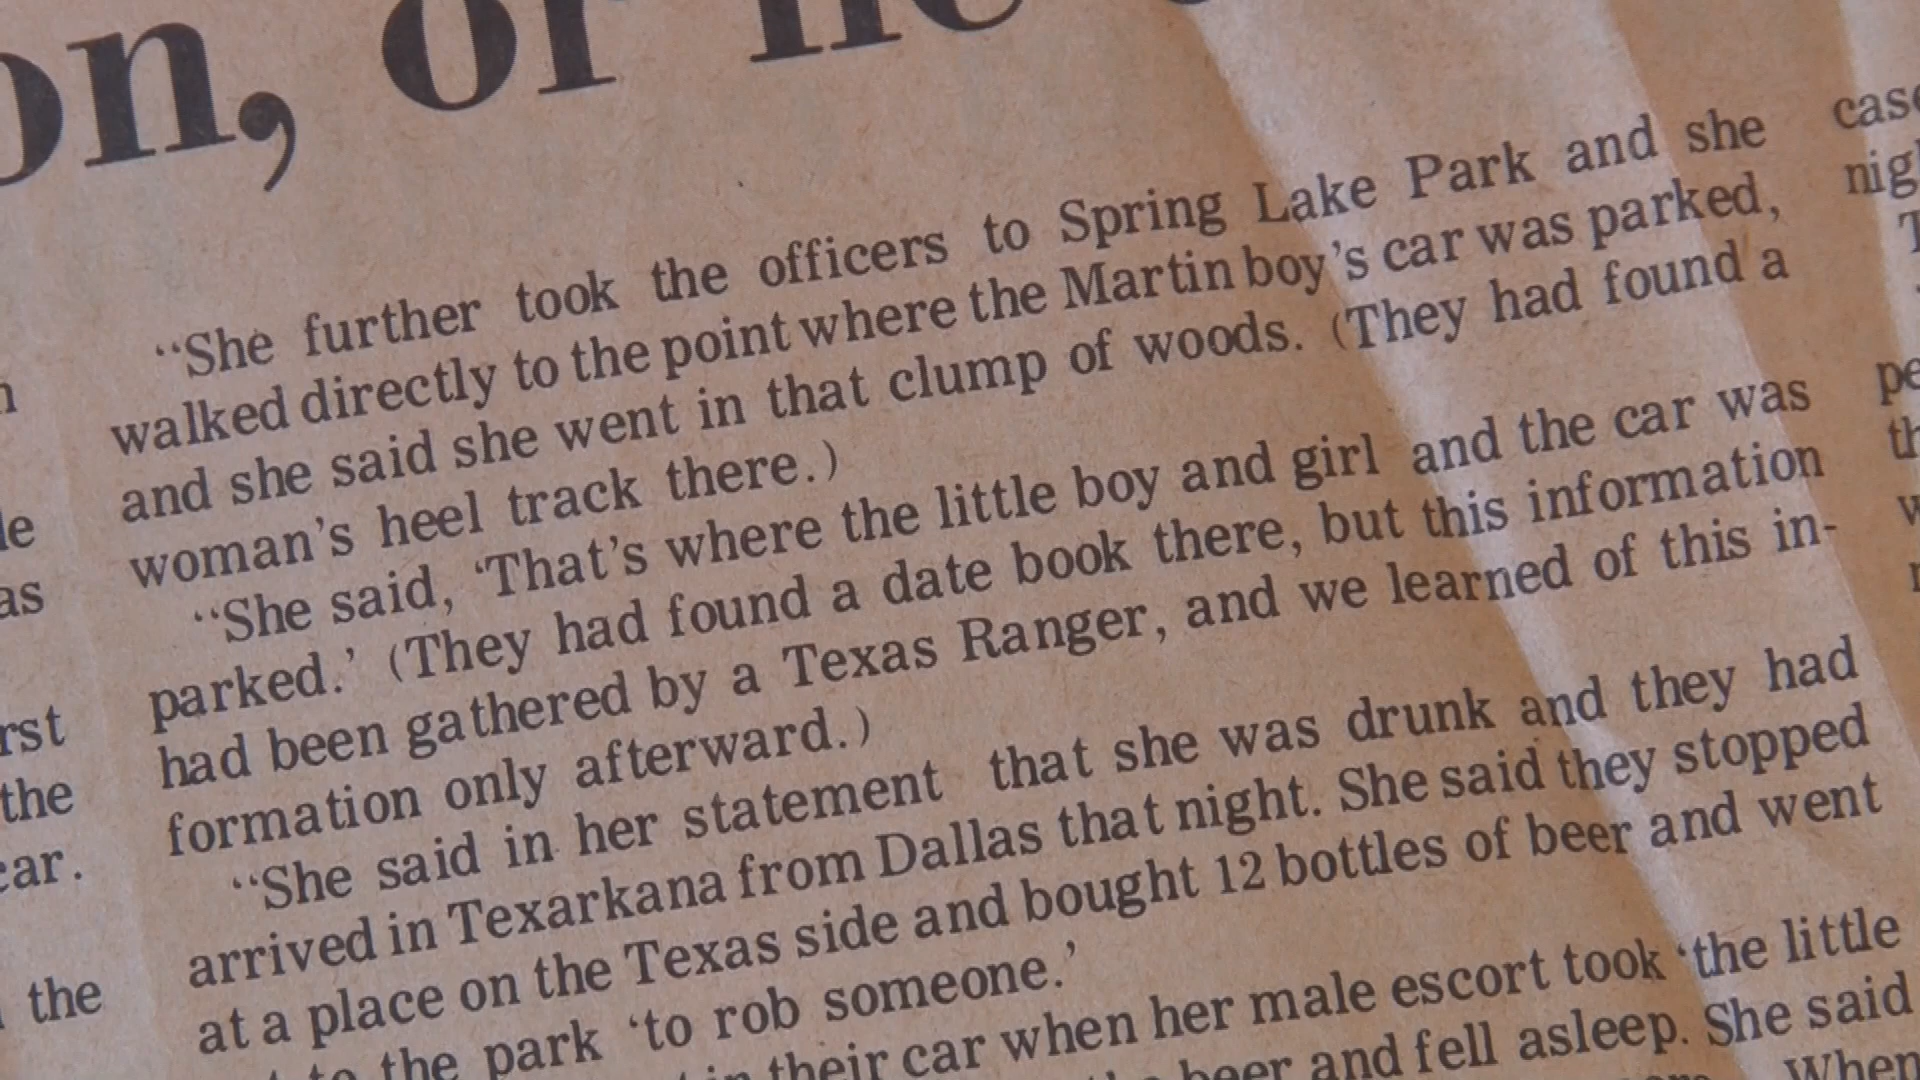 on, or
"She further took the officers to Spring Lake Park and she
walked directly to the point where the Martin boy's car was parked,
and she said she went in that clump of woods. (They had found a
woman's heel track there.)
"She said, 'That's where the little boy and girl and the car was
parked.' (They had found a date book there, but this information
had been gathered by a Texas Ranger, and we learned of this in-
formation only afterward.)
"She said in her statement that she was drunk and they had
arrived in Texarkana from Dallas that night. She said they stopped
at a place on the Texas side and bought 12 bottles of beer and went
to the park 'to rob someone.'
in their car when her male escort took 'the little
beer and fell asleep. She said
When
the
car.
the